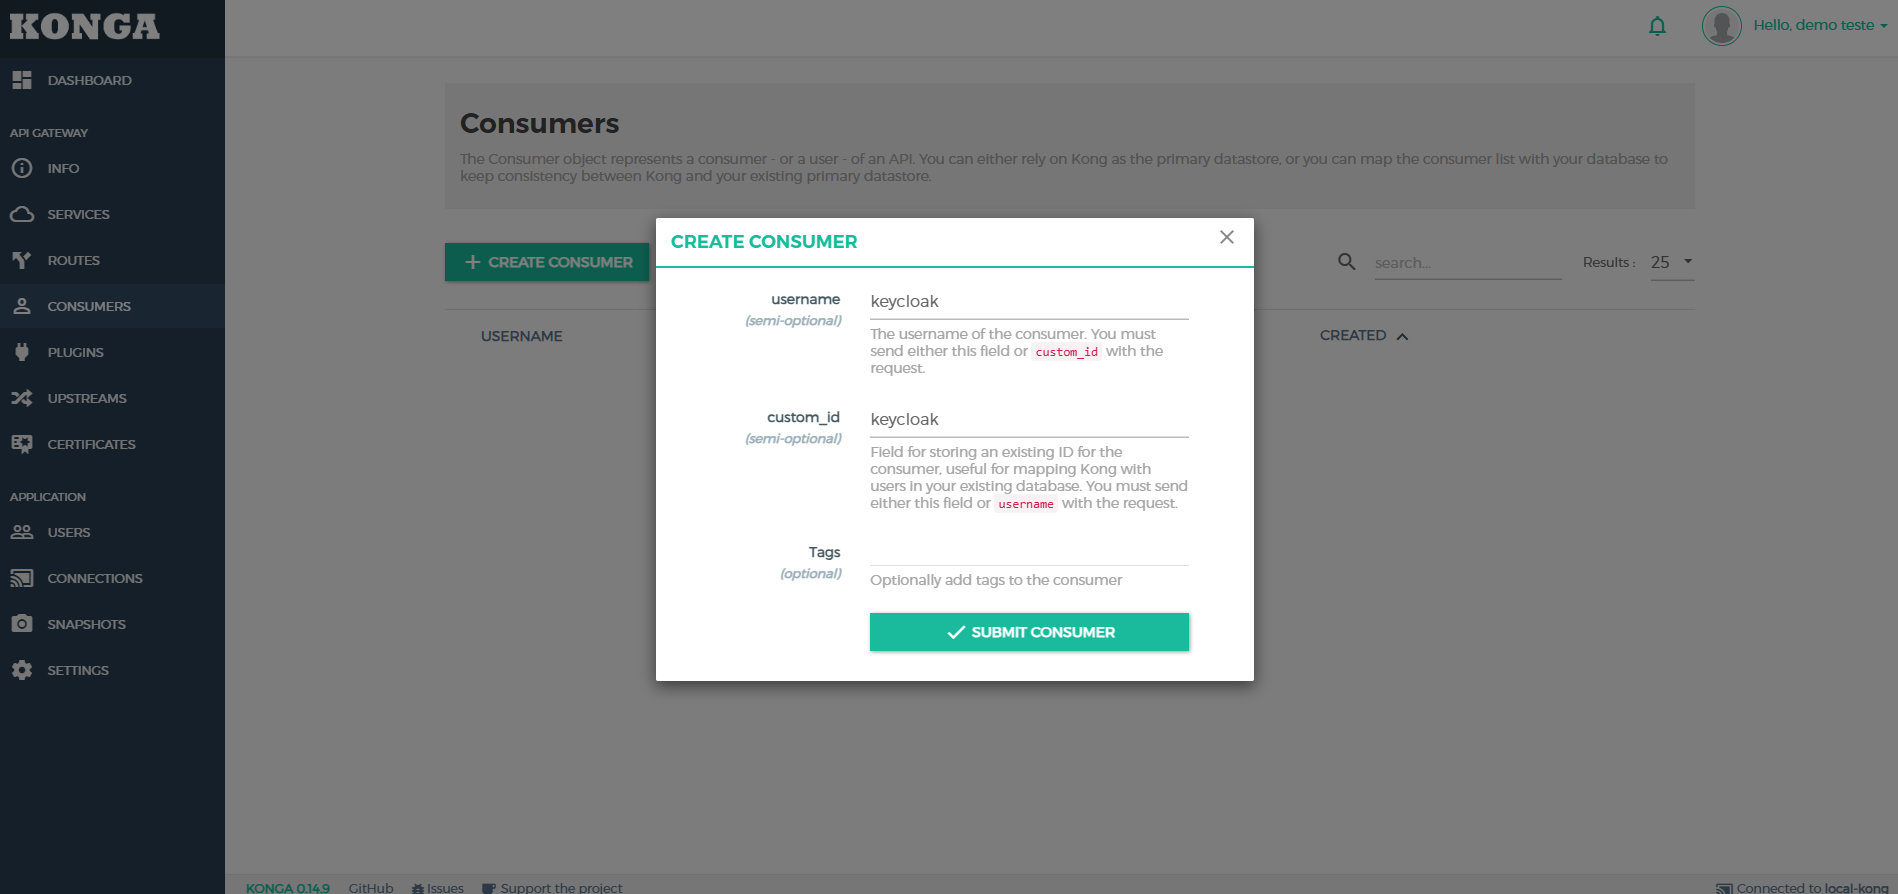 KONGA
Hello, demo teste
DASHBOARD
API GATEWAY
INFO
SERVICES
ROUTES
CONSUMERS
PLUGINS
UPSTREAMS
CERTIFICATES
APPLICATION
USERS
CONNECTIONS
SNAPSHOTS
SETTINGS
Consumers
The Consumer object represents a consumer - or a user - of an API. You can either rely on Kong as the primary datastore, or you can map the consumer list with your database to
keep consistency between Kong and your existing primary datastore.
CREATE CONSUMER
search...
Results : 25
USERNAME
CREATED
CREATE CONSUMER
username
(semi-optional)
keycloak
The username of the consumer. You must
send either this field or custom_id with the
request.
custom_id
(semi-optional)
keycloak
Field for storing an existing ID for the
consumer, useful for mapping Kong with
users in your existing database. You must send
either this field or username with the request.
Tags
(optional)
Optionally add tags to the consumer
SUBMIT CONSUMER
KONGA 0.14.9 GitHub Issues Support the project
Connected to local-kong